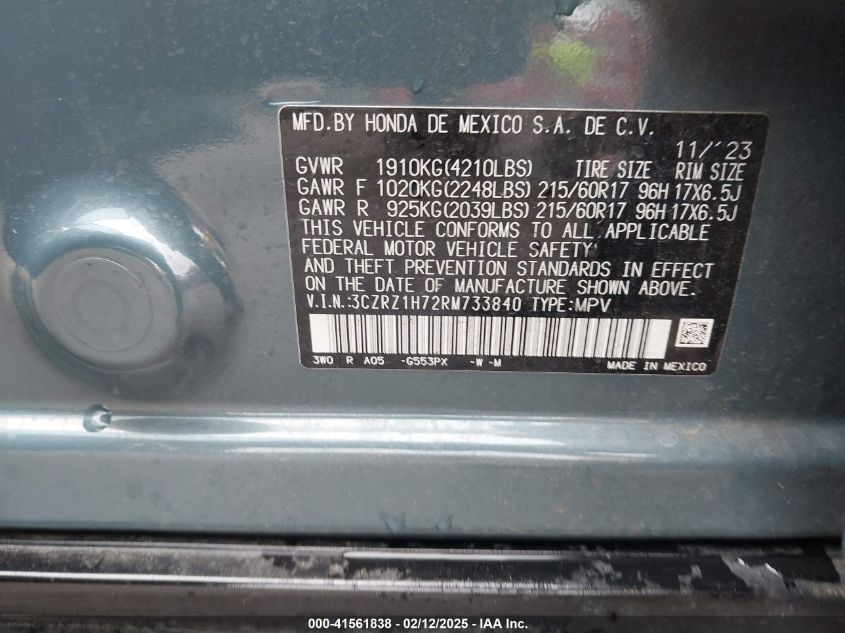 MFD.BY HONDA DE MEXICO S.A. DE C.V.
11/´23
GVWR 1910KG(4210LBS) TIRE SIZE RIM SIZE
GAWR F 1020KG(2248LBS) 215/60R17 96H 17X6.5J
GAWR R 925KG(2039LBS) 215/60R17 96H 17X6.5J
THIS VEHICLE CONFORMS TO ALL APPLICABLE
FEDERAL MOTOR VEHICLE SAFETY
AND THEFT PREVENTION STANDARDS IN EFFECT
ON THE DATE OF MANUFACTURE SHOWN ABOVE.
V.I.N.:3CZRZ1H72RM733840 TYPE:MPV
3W0 R A05 -G553PX -W -M MADE IN MEXICO
000-41561838 - 02/12/2025 - IAA Inc.